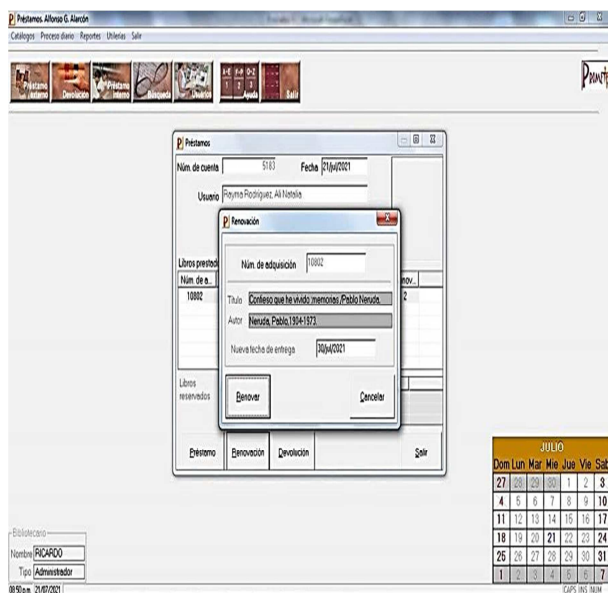 Préstamos. Alfonso G. Alarcón
Catálogos Proceso diario Reportes Utilerías Salir
Préstamo externo
Devolución
Préstamo interno
Búsqueda
Usuarios
A-E F-P Q-Z
1 2 3
Ayuda
Salir
Préstamos
Núm. de cuenta 5183 Fecha 21/jul/2021
Usuario Rayma Rodríguez, Ali Natalia
Renovación
Núm. de adquisición 10802
Título Confieso que he vivido :memorias /Pablo Neruda.
Autor Neruda, Pablo,1904-1973.
Nueva fecha de entrega 30/jul/2021
Renovar Cancelar
Libros prestad
Núm. de a... nov...
10802 2
Libros
reservados
Préstamo Renovación Devolución Salir
JULIO
Dom Lun Mar Mie Jue Vie Sab
27 28 29 30 1 2 3
4 5 6 7 8 9 10
11 12 13 14 15 16 17
18 19 20 21 22 23 24
25 26 27 28 29 30 31
1 2 3 4 5 6 7
Bibliotecario
Nombre RICARDO
Tipo Administrador
08:50 p.m. 21/07/2021 CAPS INS NUM